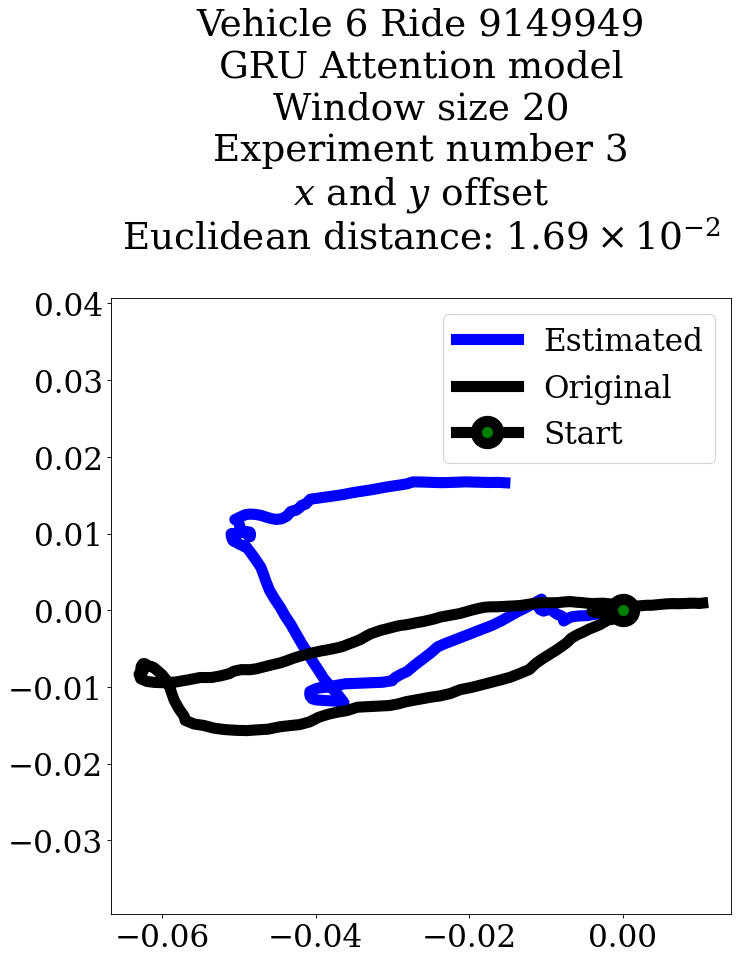 Vehicle 6 Ride 9149949
GRU Attention model
Window size 20
Experiment number 3
x and y offset
Euclidean distance: 1.69 × 10⁻²
Estimated
Original
Start
0.04
0.03
0.02
0.01
0.00
−0.01
−0.02
−0.03
−0.06 −0.04 −0.02 0.00